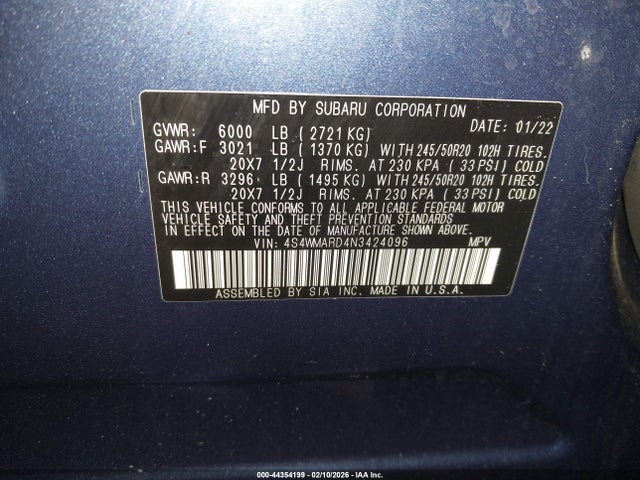 MFD BY SUBARU CORPORATION
GVWR: 6000 LB ( 2721 KG) DATE: 01/22
GAWR:F 3021 LB ( 1370 KG) WITH 245/50R20 102H TIRES.
20X7 1/2J RIMS. AT 230 KPA ( 33 PSI) COLD
GAWR:R 3296 LB ( 1495 KG) WITH 245/50R20 102H TIRES.
20X7 1/2J RIMS. AT 230 KPA ( 33 PSI) COLD
THIS VEHICLE CONFORMS TO ALL APPLICABLE FEDERAL MOTOR
VEHICLE SAFETY AND THEFT PREVENTION STANDARDS
IN EFFECT ON THE DATE OF MANUFACTURE SHOWN ABOVE.
VIN: 4S4WMARD4N3424096 MPV
ASSEMBLED BY SIA INC. MADE IN U.S.A.
000-44354199 - 02/10/2026 - IAA Inc.